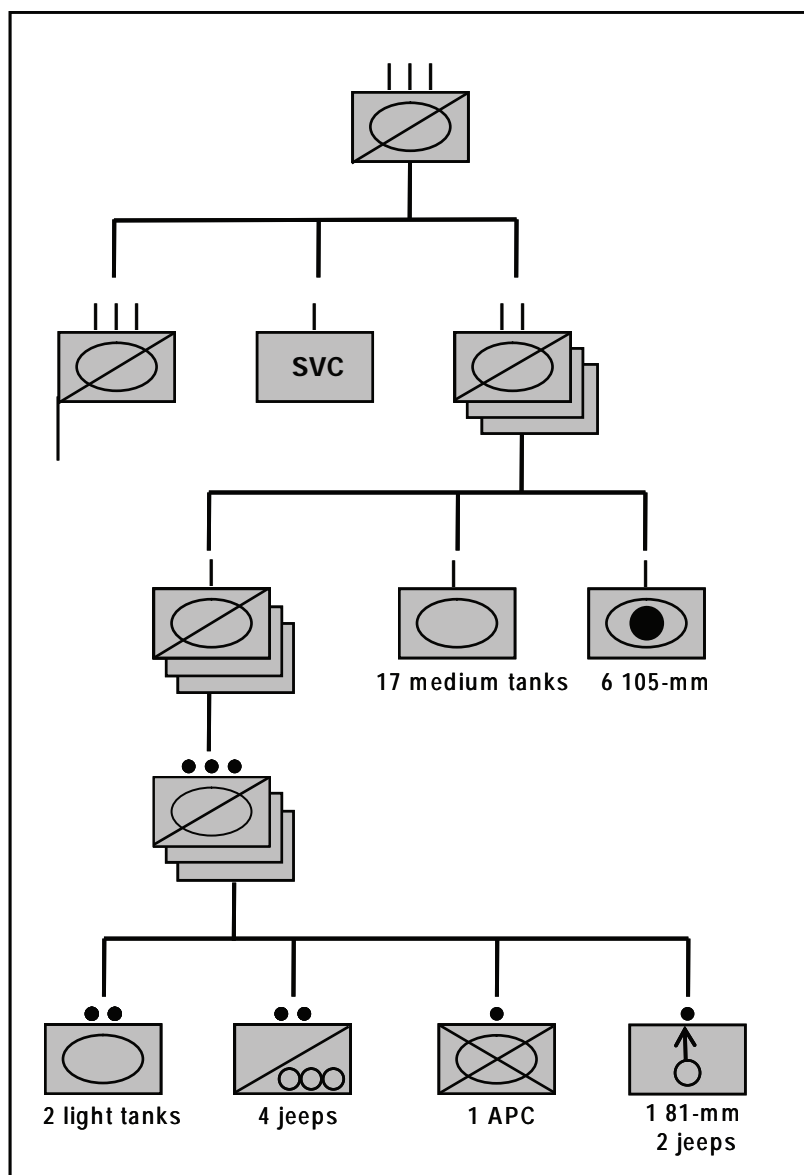 SVC
17 medium tanks
6 105-mm
2 light tanks
4 jeeps
1 APC
1 81-mm
2 jeeps